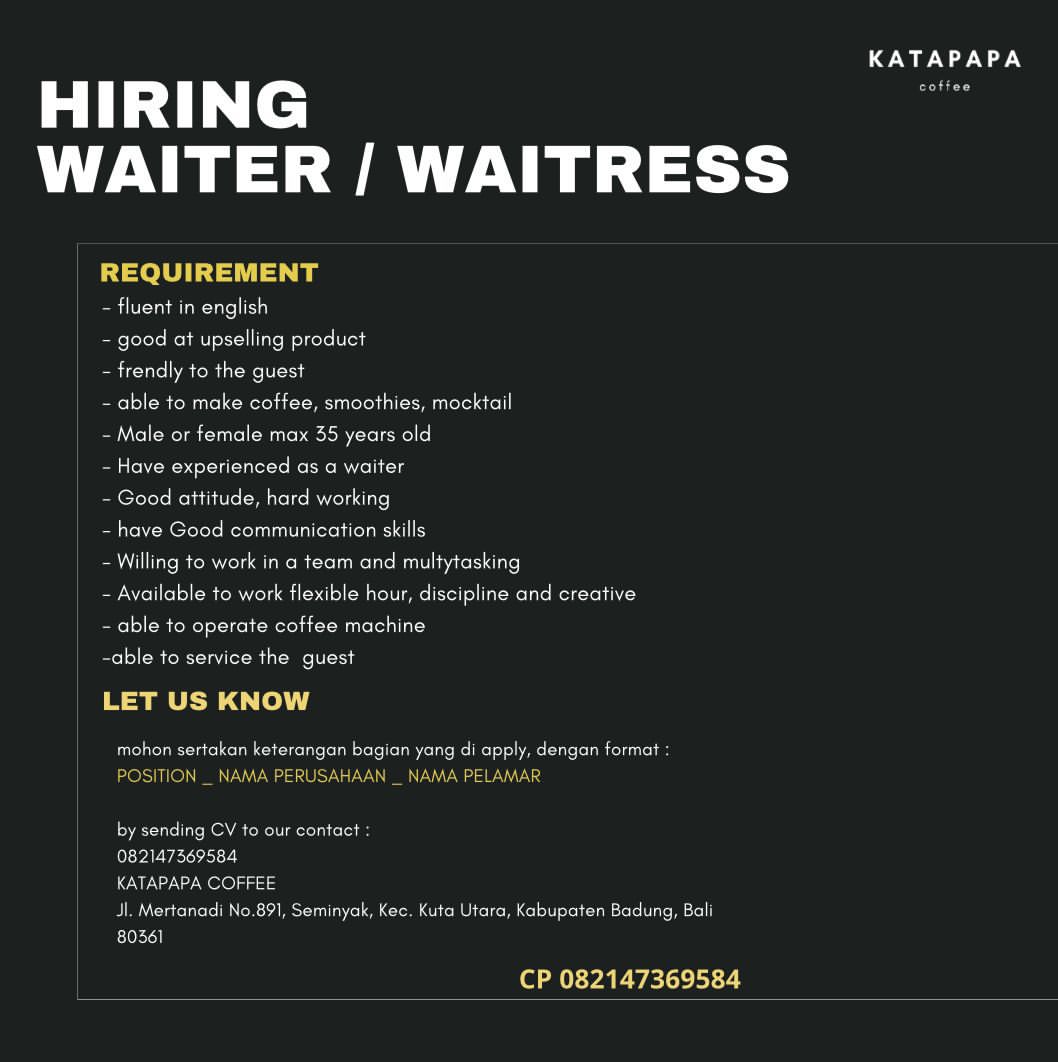 KATAPAPA
coffee
HIRING
WAITER / WAITRESS
REQUIREMENT
- fluent in english
- good at upselling product
- frendly to the guest
- able to make coffee, smoothies, mocktail
- Male or female max 35 years old
- Have experienced as a waiter
- Good attitude, hard working
- have Good communication skills
- Willing to work in a team and multytasking
- Available to work flexible hour, discipline and creative
- able to operate coffee machine
-able to service the  guest
LET US KNOW
mohon sertakan keterangan bagian yang di apply, dengan format :
POSITION _ NAMA PERUSAHAAN _ NAMA PELAMAR
by sending CV to our contact :
082147369584
KATAPAPA COFFEE
Jl. Mertanadi No.891, Seminyak, Kec. Kuta Utara, Kabupaten Badung, Bali
80361
CP 082147369584